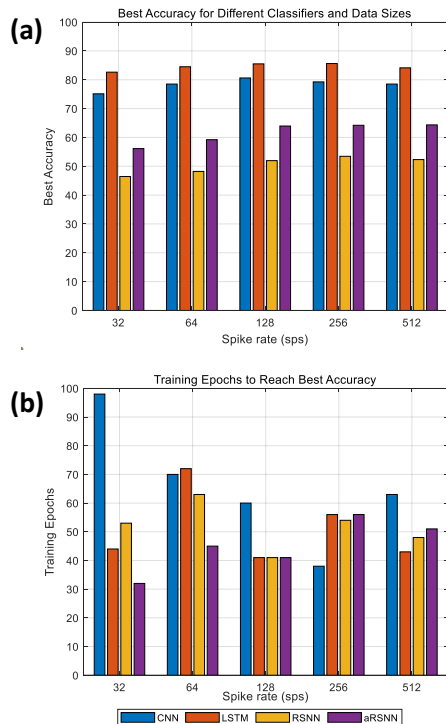 (a)
Best Accuracy for Different Classifiers and Data Sizes
100
90
80
70
60
50
40
30
20
10
0
Best Accuracy
32 64 128 256 512
Spike rate (sps)
(b)
Training Epochs to Reach Best Accuracy
100
90
80
70
60
50
40
30
20
10
0
Training Epochs
32 64 128 256 512
Spike rate (sps)
CNN LSTM RSNN aRSNN